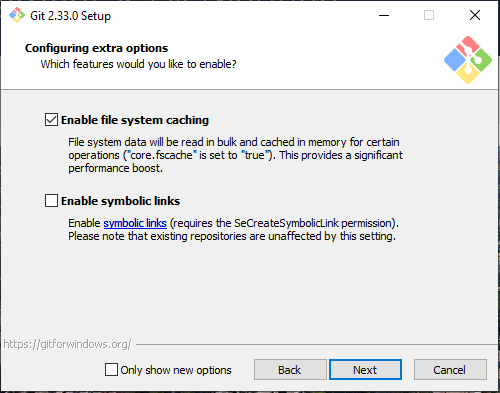 Git 2.33.0 Setup
Configuring extra options
Which features would you like to enable?
Enable file system caching
File system data will be read in bulk and cached in memory for certain
operations ("core.fscache" is set to "true"). This provides a significant
performance boost.
Enable symbolic links
Enable symbolic links (requires the SeCreateSymbolicLink permission).
Please note that existing repositories are unaffected by this setting.
https://gitforwindows.org/
Only show new options
Back
Next
Cancel